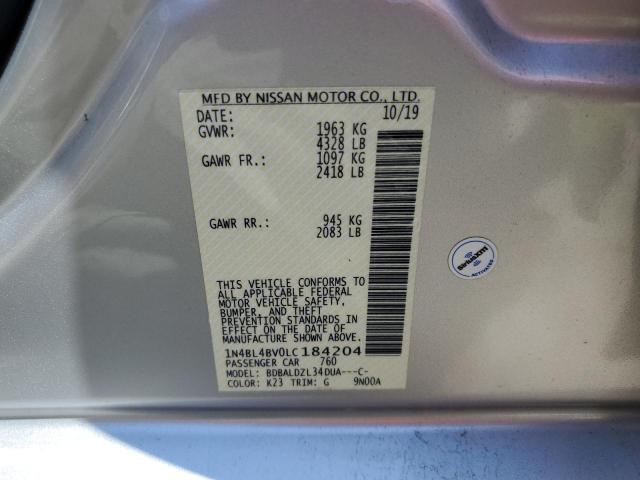 MFD BY NISSAN MOTOR CO., LTD.
DATE: 10/19
GVWR: 1963 KG
4328 LB
GAWR FR.: 1097 KG
2418 LB
GAWR RR.: 945 KG
2083 LB
THIS VEHICLE CONFORMS TO
ALL APPLICABLE FEDERAL
MOTOR VEHICLE SAFETY,
BUMPER, AND THEFT
PREVENTION STANDARDS IN
EFFECT ON THE DATE OF
MANUFACTURE SHOWN ABOVE.
1N4BL4BV0LC184204
PASSENGER CAR 760
MODEL: BDBALDZL34DUA---C-
COLOR: K23 TRIM: G 9N00A
siriusxm
ACTIVATED